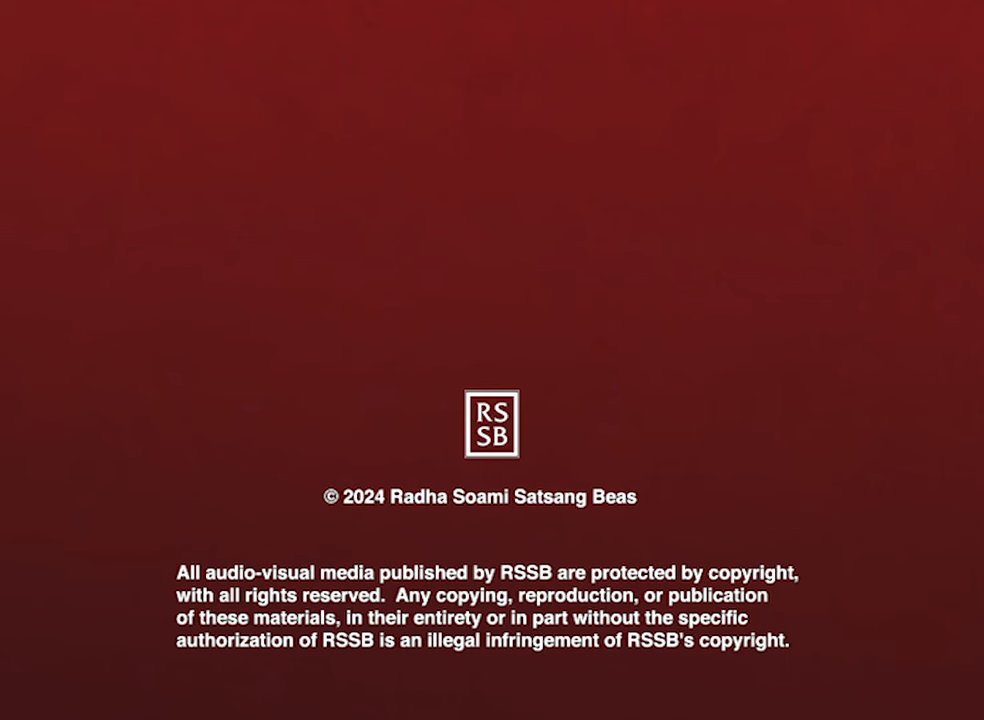 RS
SB
© 2024 Radha Soami Satsang Beas
All audio-visual media published by RSSB are protected by copyright,
with all rights reserved.  Any copying, reproduction, or publication
of these materials, in their entirety or in part without the specific
authorization of RSSB is an illegal infringement of RSSB's copyright.